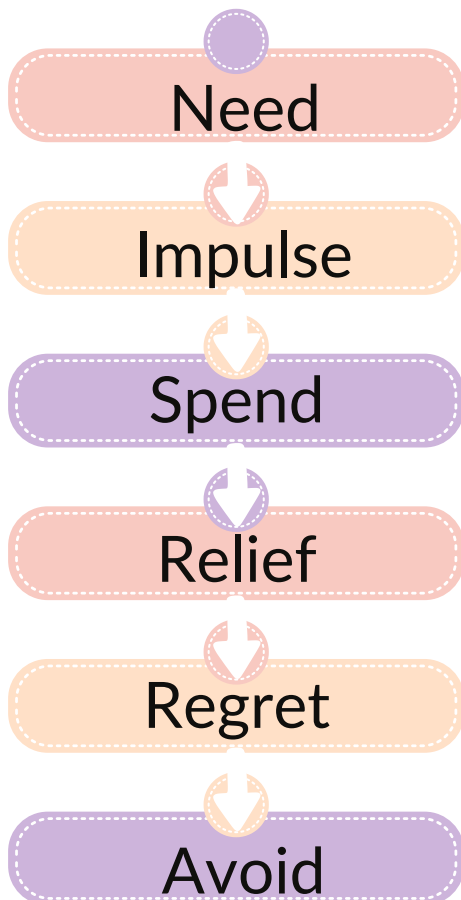 Need
Impulse
Spend
Relief
Regret
Avoid